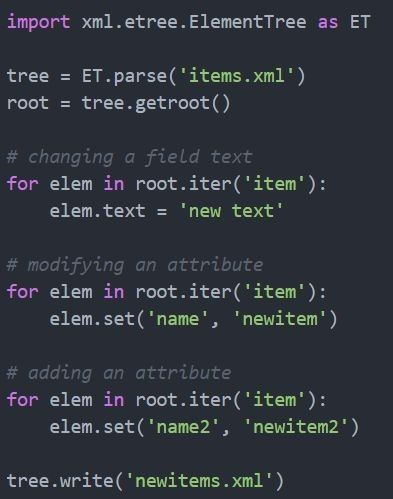 import xml.etree.ElementTree as ET
tree = ET.parse('items.xml')
root = tree.getroot()
# changing a field text
for elem in root.iter('item'):
    elem.text = 'new text'
# modifying an attribute
for elem in root.iter('item'):
    elem.set('name', 'newitem')
# adding an attribute
for elem in root.iter('item'):
    elem.set('name2', 'newitem2')
tree.write('newitems.xml')